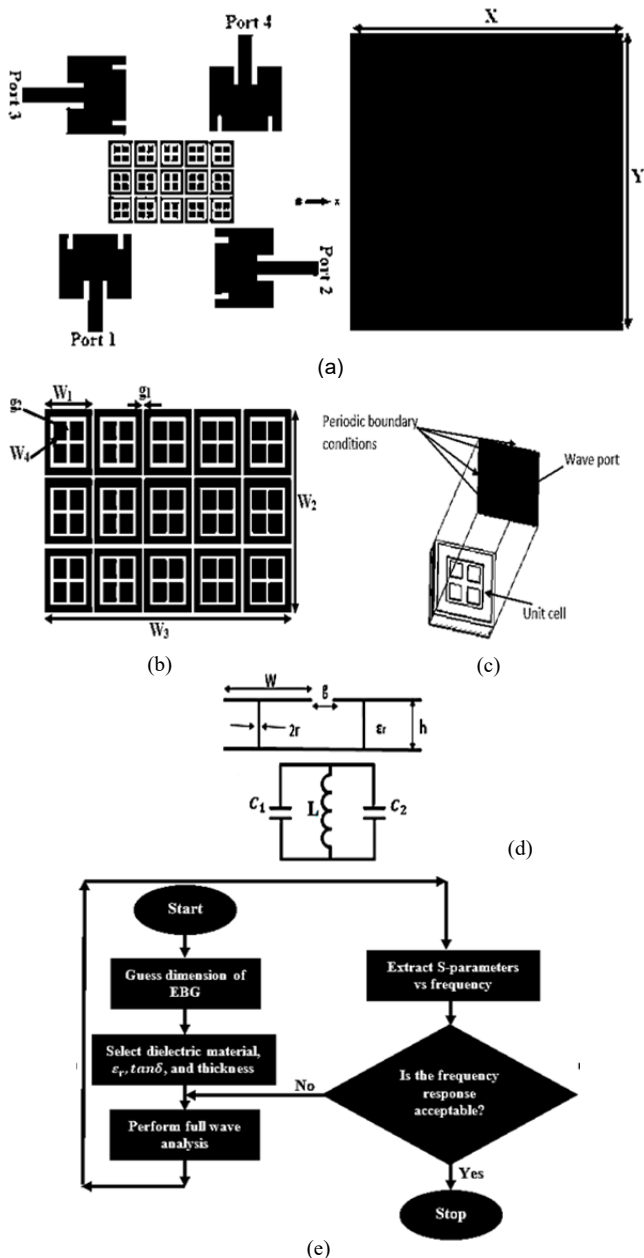 Port 4
Port 3
Port 2
Port 1
x
X
Y
(a)
W1
g1
g2
W4
W2
W3
(b)
Periodic boundary
conditions
Wave port
Unit cell
(c)
W
g
2r
εr
h
C1
L
C2
(d)
Start
Guess dimension of
EBG
Select dielectric material,
εr, tanδ, and thickness
Perform full wave
analysis
Extract S-parameters
vs frequency
Is the frequency
response
acceptable?
No
Yes
Stop
(e)